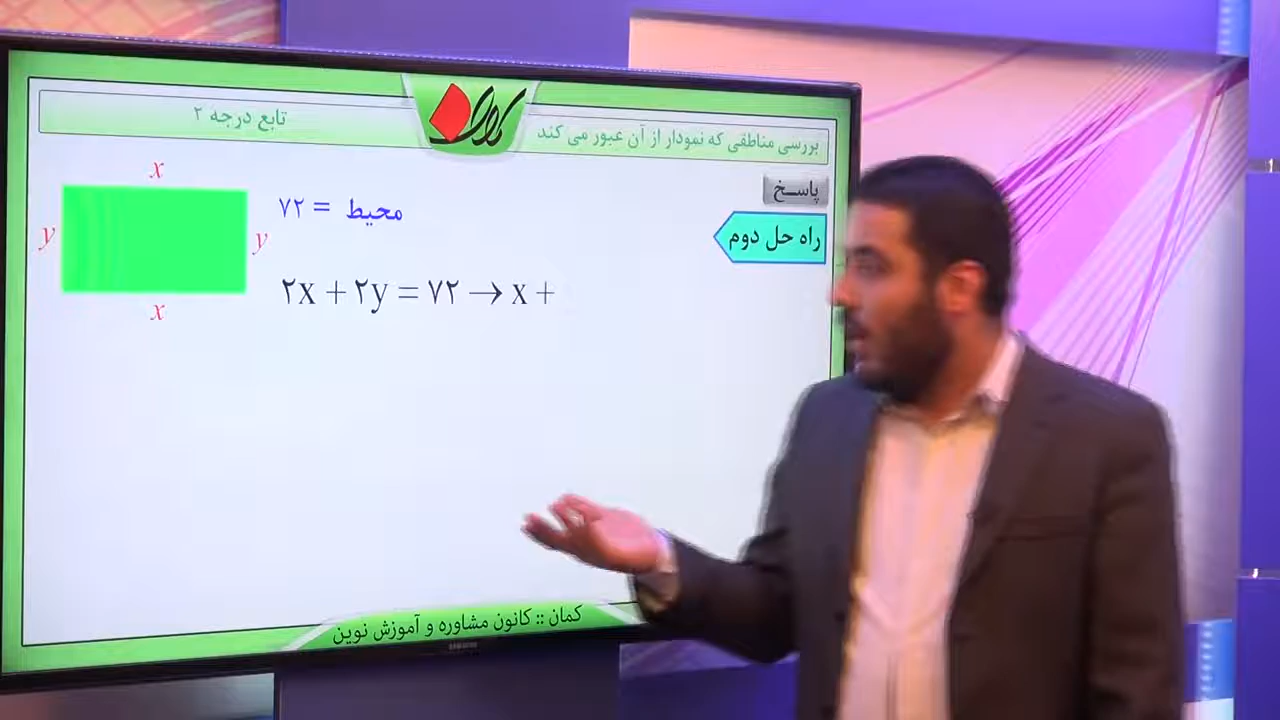 بررسی مناطقی که نمودار از آن عبور می کند
تابع درجه ۲
پاسخ
راه حل دوم
x
y
y
x
محیط = ۷۲
۲x + ۲y = ۷۲ → x +
کمان :: کانون مشاوره و آموزش نوین
SAMSUNG